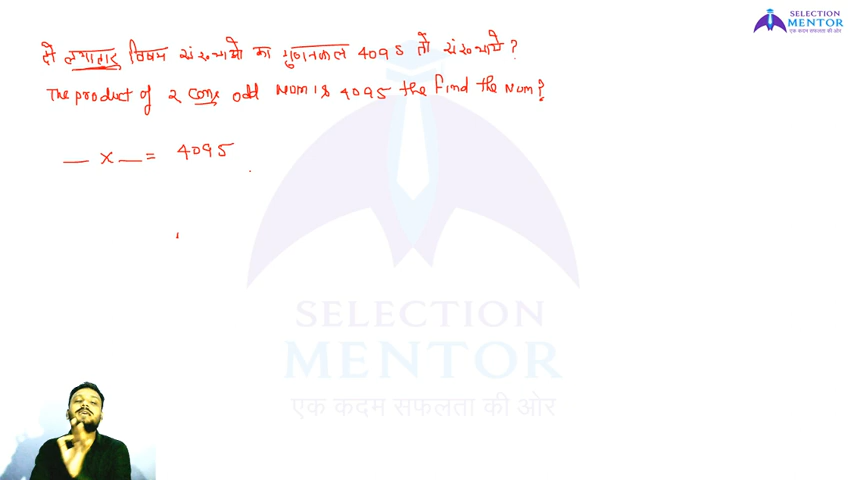 SELECTION
MENTOR
एक कदम सफलता की ओर
दो लगातार विषम संख्याओ का गुणनफल 4095 तो संख्याये?
The product of 2 cons odd Num is 4095 the find the Num?
__ x __ = 4095
SELECTION
MENTOR
एक कदम सफलता की ओर